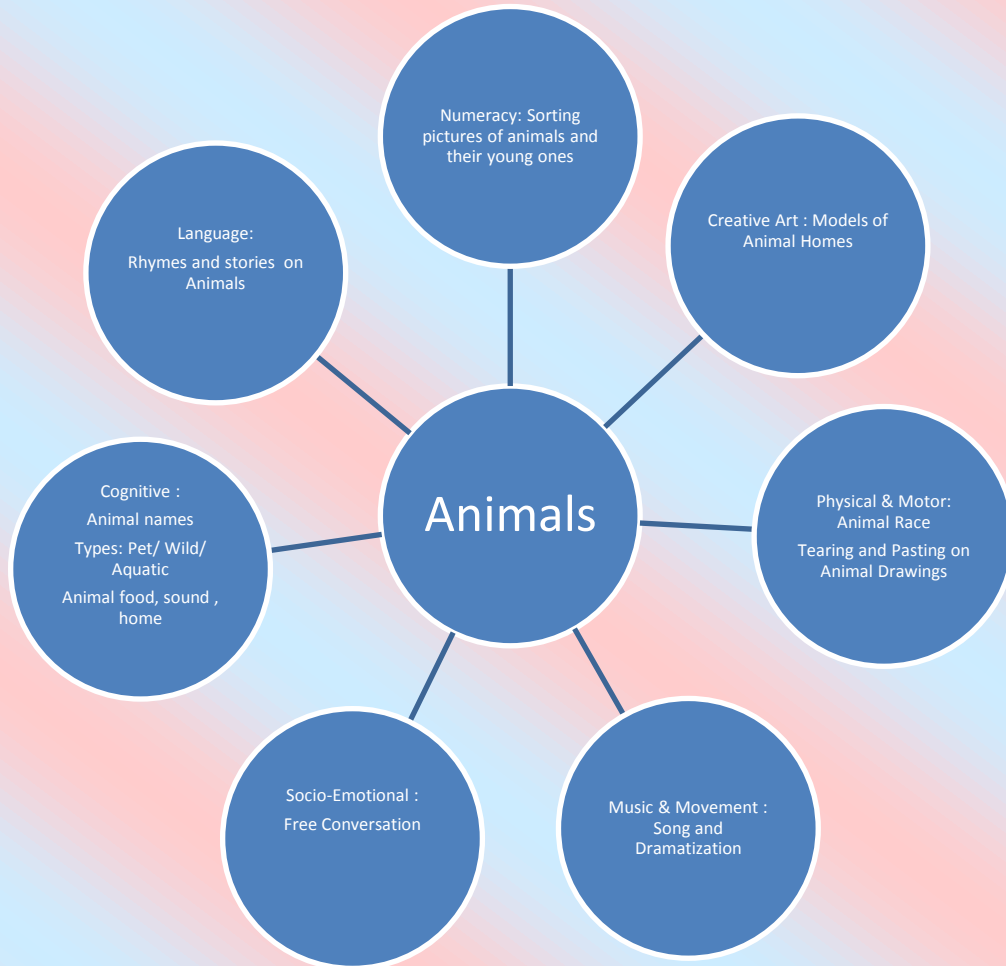 Numeracy: Sorting
pictures of animals and
their young ones
Creative Art : Models of
Animal Homes
Physical & Motor:
Animal Race
Tearing and Pasting on
Animal Drawings
Music & Movement :
Song and
Dramatization
Socio-Emotional :
Free Conversation
Cognitive :
Animal names
Types: Pet/ Wild/
Aquatic
Animal food, sound ,
home
Language:
Rhymes and stories  on
Animals
Animals